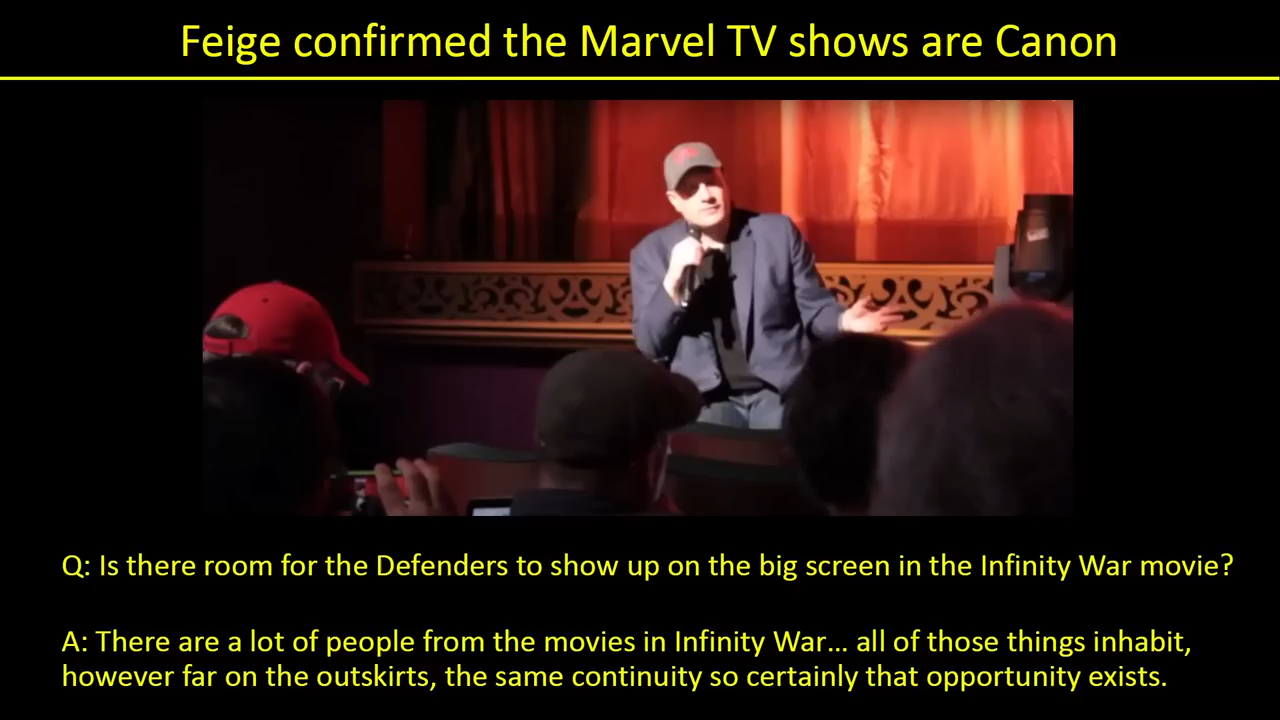 Feige confirmed the Marvel TV shows are Canon
Q: Is there room for the Defenders to show up on the big screen in the Infinity War movie?
A: There are a lot of people from the movies in Infinity War… all of those things inhabit,
however far on the outskirts, the same continuity so certainly that opportunity exists.